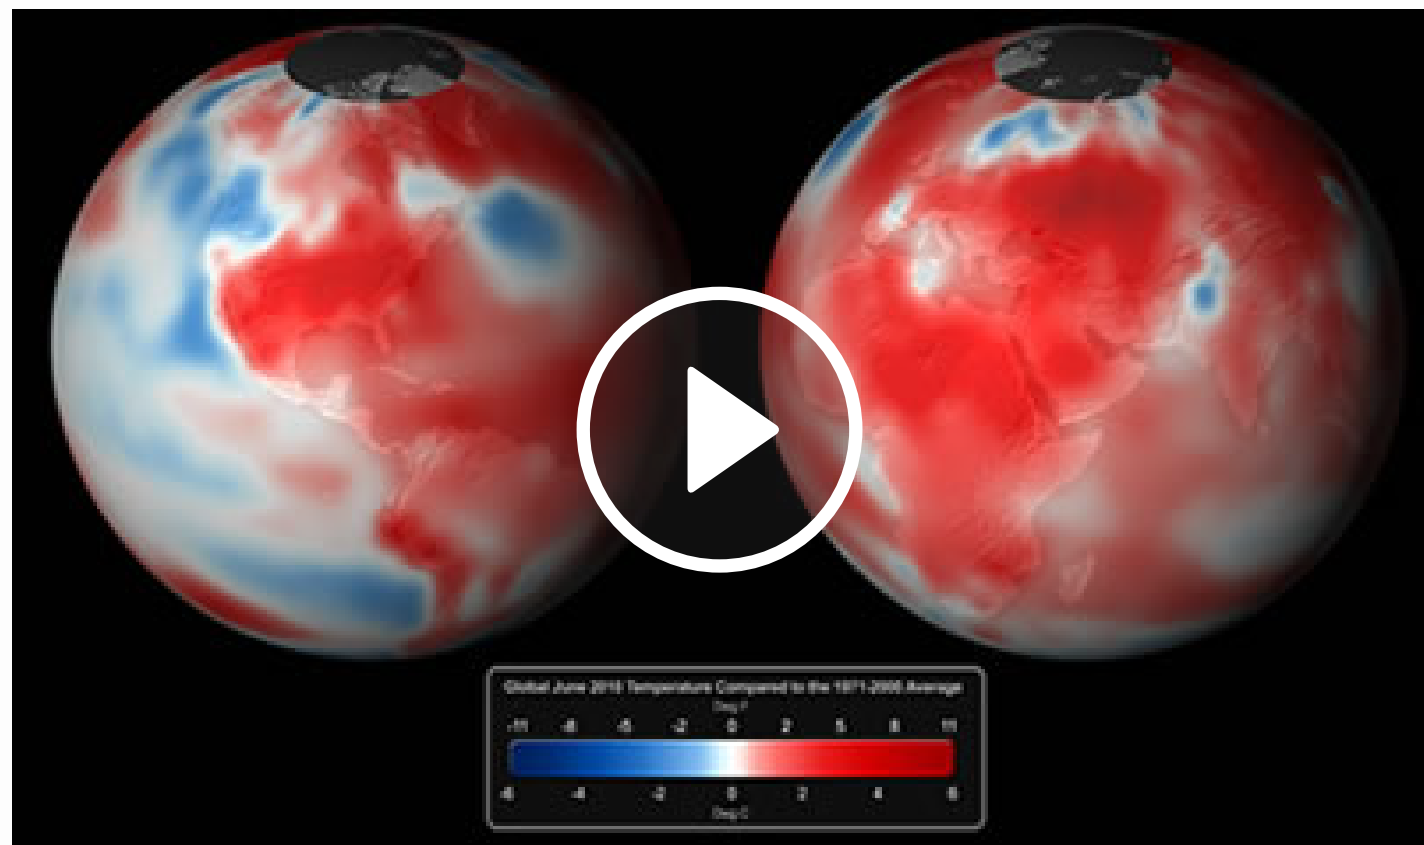 Global June 2010 Temperature Compared to the 1971-2000 Average
Deg F
-11 -8 -5 -2 0 2 5 8 11
-6 -4 -2 0 2 4 6
Deg C